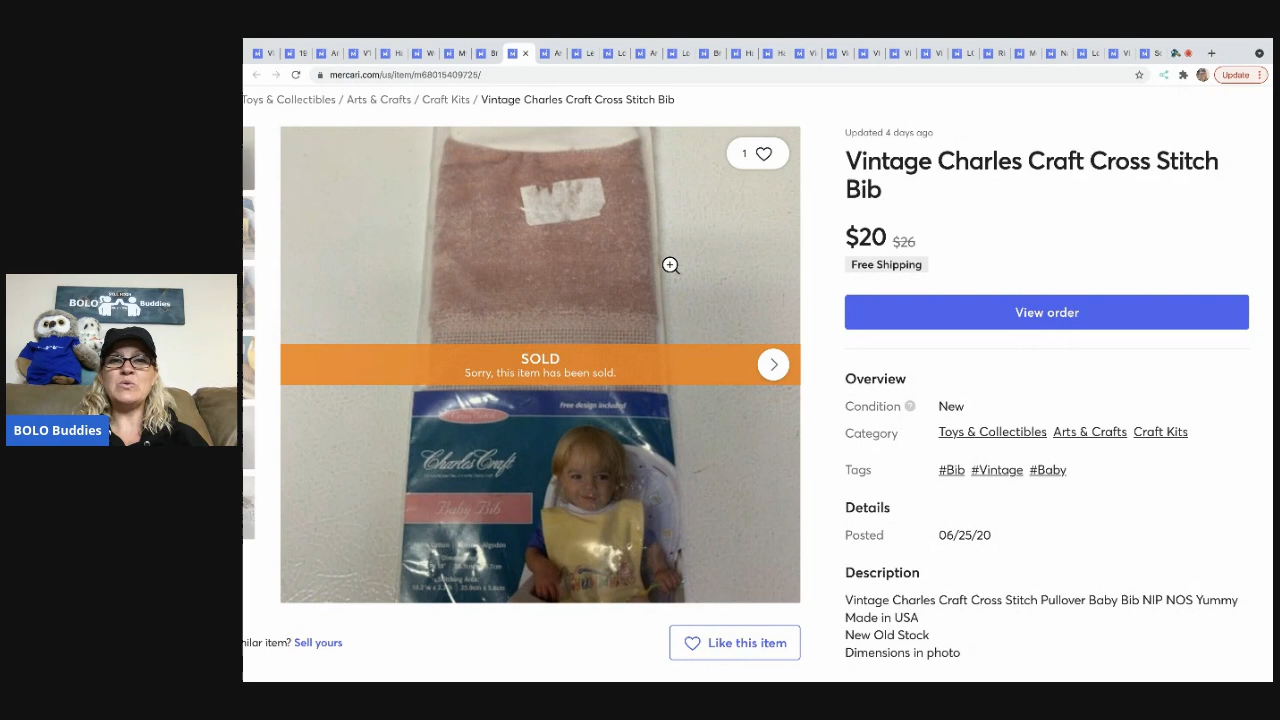 mercari.com/us/item/m68015409725/
Update
Toys & Collectibles / Arts & Crafts / Craft Kits / Vintage Charles Craft Cross Stitch Bib
1
SOLD
Sorry, this item has been sold.
Free design included!
Charles Craft
Baby Bib
Sell yours
Like this item
Updated 4 days ago
Vintage Charles Craft Cross Stitch
Bib
$20 $26
Free Shipping
View order
Overview
Condition New
Category Toys & Collectibles Arts & Crafts Craft Kits
Tags #Bib #Vintage #Baby
Details
Posted 06/25/20
Description
Vintage Charles Craft Cross Stitch Pullover Baby Bib NIP NOS Yummy
Made in USA
New Old Stock
Dimensions in photo
BOLO Buddies
BOLO Buddies